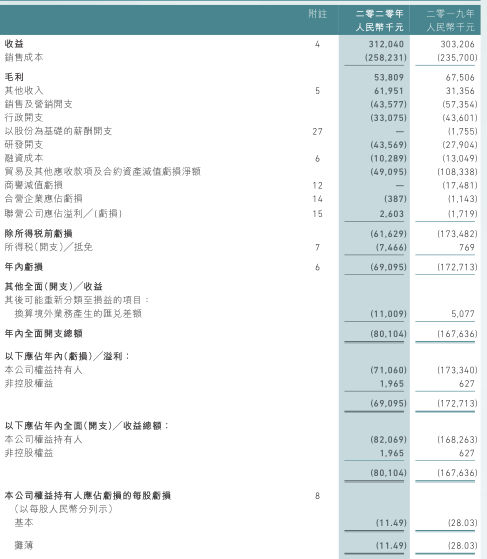 附註 二零二零年 二零一九年
人民幣千元 人民幣千元
收益 4 312,040 303,206
銷售成本 (258,231) (235,700)
毛利 53,809 67,506
其他收入 5 61,951 31,356
銷售及營銷開支 (43,577) (57,354)
行政開支 (33,075) (43,601)
以股份為基礎的薪酬開支 27 — (1,755)
研發開支 (43,569) (27,904)
融資成本 6 (10,289) (13,049)
貿易及其他應收款項及合約資產減值虧損淨額 (49,095) (108,338)
商譽減值虧損 12 — (17,481)
合營企業應佔虧損 14 (387) (1,143)
聯營公司應佔溢利╱(虧損) 15 2,603 (1,719)
除所得稅前虧損 (61,629) (173,482)
所得稅(開支)╱抵免 7 (7,466) 769
年內虧損 6 (69,095) (172,713)
其他全面(開支)╱收益
其後可能重新分類至損益的項目：
換算境外業務產生的匯兌差額 (11,009) 5,077
年內全面開支總額 (80,104) (167,636)
以下應佔年內(虧損)╱溢利：
本公司權益持有人 (71,060) (173,340)
非控股權益 1,965 627
(69,095) (172,713)
以下應佔年內全面(開支)╱收益總額：
本公司權益持有人 (82,069) (168,263)
非控股權益 1,965 627
(80,104) (167,636)
本公司權益持有人應佔虧損的每股虧損 8
(以每股人民幣分列示)
基本 (11.49) (28.03)
攤薄 (11.49) (28.03)